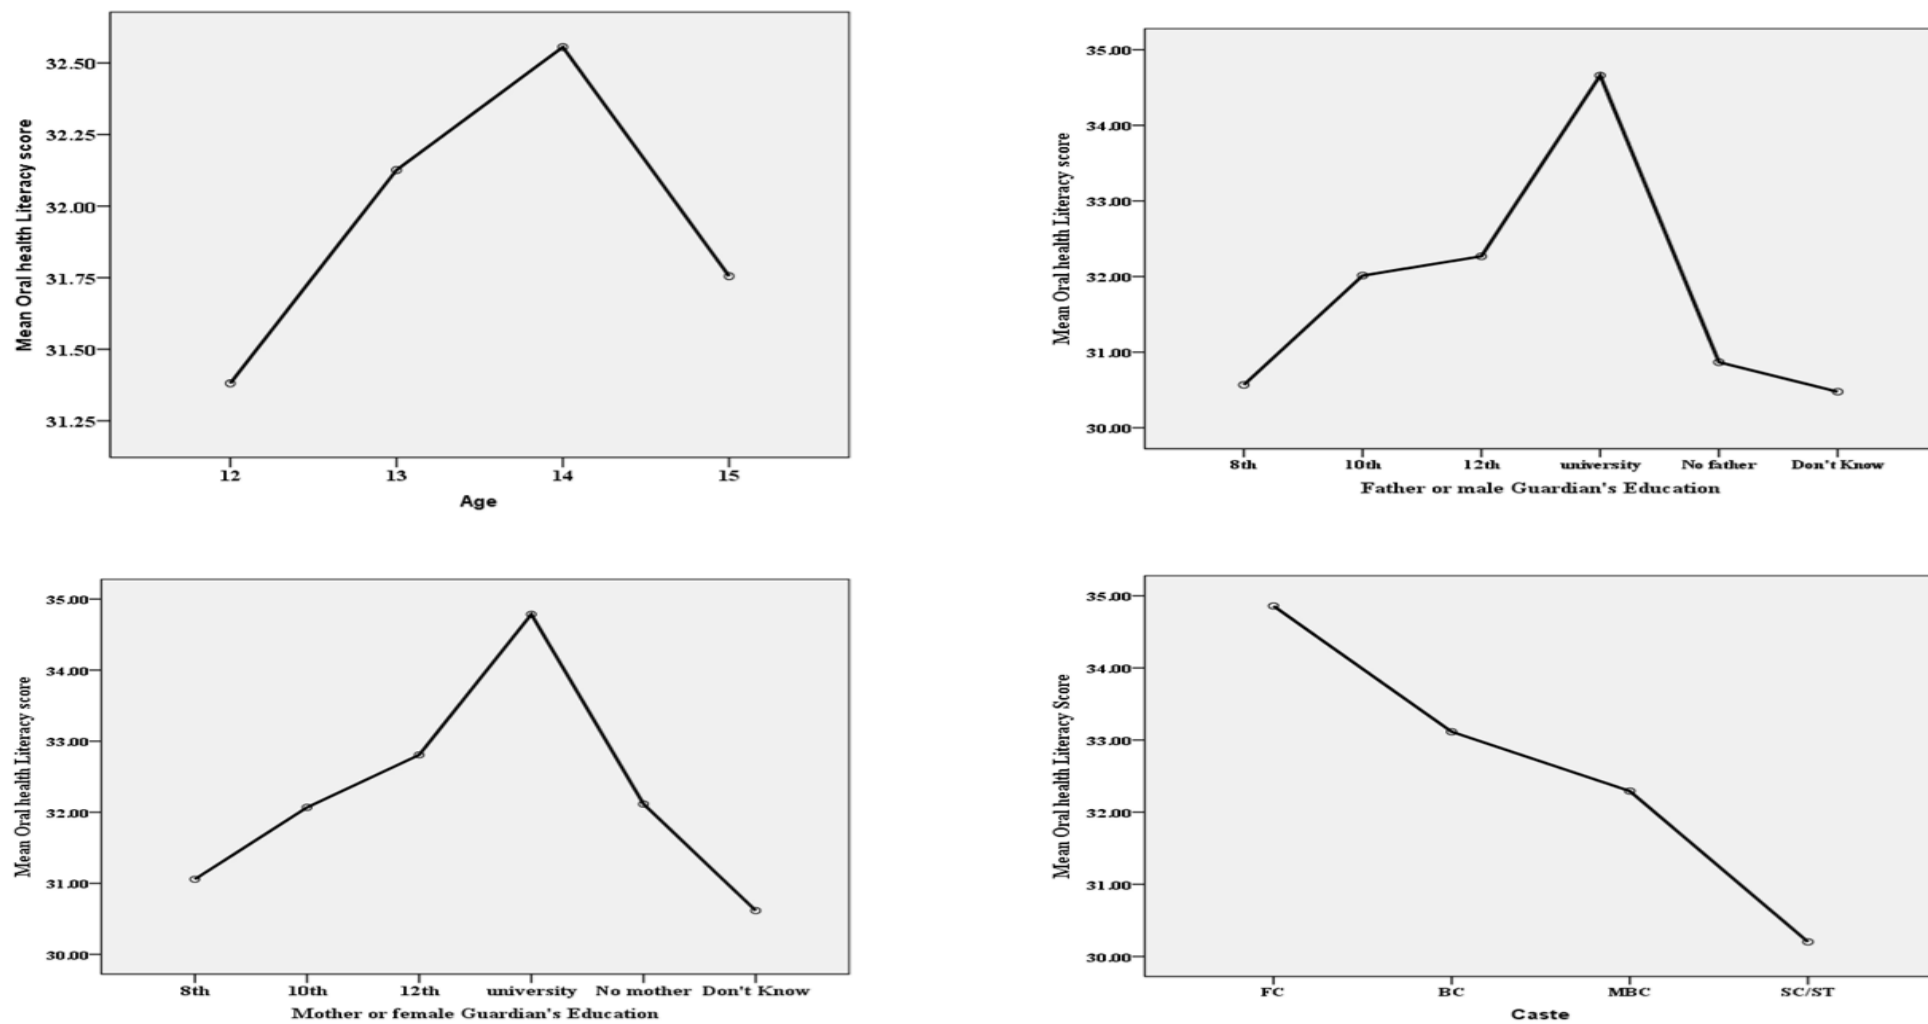 Mean Oral health Literacy score
32.50
32.25
32.00
31.75
31.50
31.25
12 13 14 15
Age
Mean Oral health Literacy score
35.00
34.00
33.00
32.00
31.00
30.00
8th 10th 12th university No father Don't Know
Father or male Guardian's Education
Mean Oral health Literacy score
35.00
34.00
33.00
32.00
31.00
30.00
8th 10th 12th university No mother Don't Know
Mother or female Guardian's Education
Mean Oral health Literacy Score
35.00
34.00
33.00
32.00
31.00
30.00
FC BC MBC SC/ST
Caste